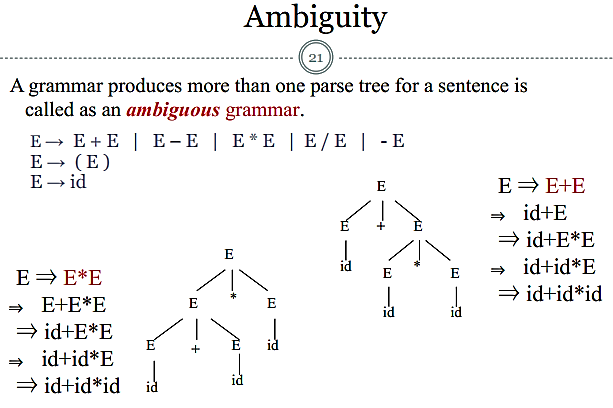 Ambiguity
21
A grammar produces more than one parse tree for a sentence is
called as an ambiguous grammar.
E → E + E | E – E | E * E | E / E | - E
E → ( E )
E → id
E
E + E
id E * E
id id
E ⇒ E+E
⇒ id+E
⇒ id+E*E
⇒ id+id*E
⇒ id+id*id
E
E * E
E + E id
id id
E ⇒ E*E
⇒ E+E*E
⇒ id+E*E
⇒ id+id*E
⇒ id+id*id